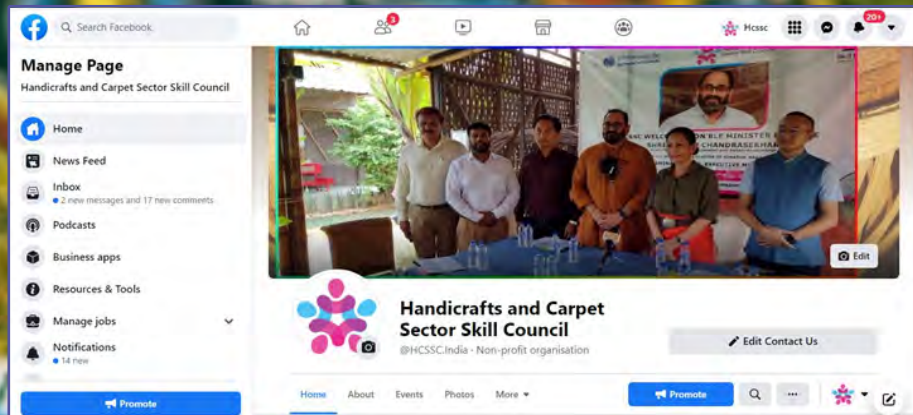 Search Facebook
3
Hcssc
20+
Manage Page
Handicrafts and Carpet Sector Skill Council
Home
News Feed
Inbox
2 new messages and 17 new comments
Podcasts
Business apps
Resources & Tools
Manage jobs
Notifications
14 new
Promote
MINISTER
CHANDRASEKHAR
Edit
Handicrafts and Carpet
Sector Skill Council
@HCSSC.India · Non-profit organisation
Edit Contact Us
Home About Events Photos More
Promote